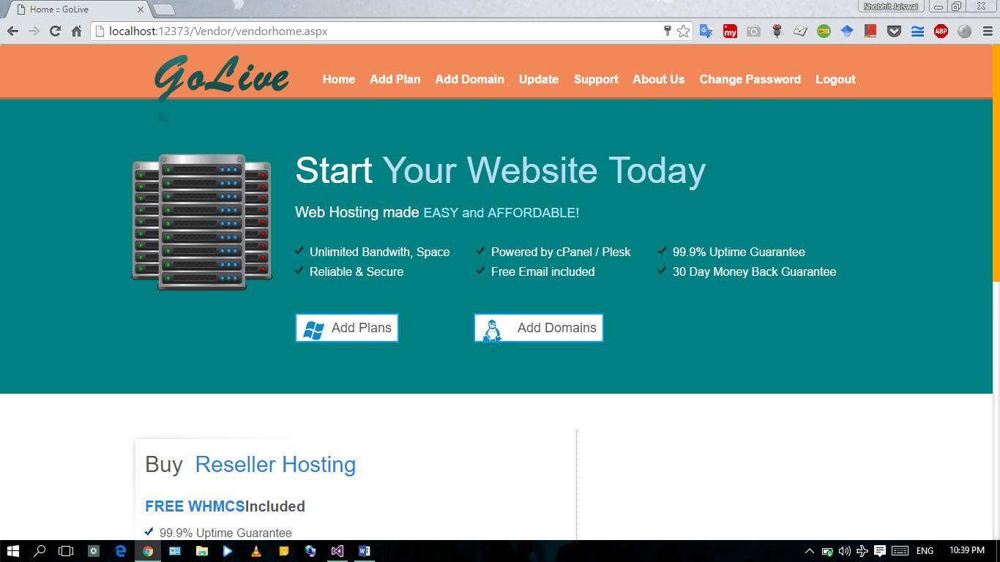 Home :: GoLive
Shobhit Jaiswal
localhost:12373/Vendor/vendorhome.aspx
my
ABP
GoLive
Home Add Plan Add Domain Update Support About Us Change Password Logout
Start Your Website Today
Web Hosting made EASY and AFFORDABLE!
Unlimited Bandwith, Space Powered by cPanel / Plesk 99.9% Uptime Guarantee
Reliable & Secure Free Email included 30 Day Money Back Guarantee
Add Plans Add Domains
Buy Reseller Hosting
FREE WHMCSIncluded
99.9% Uptime Guarantee
ENG 10:39 PM